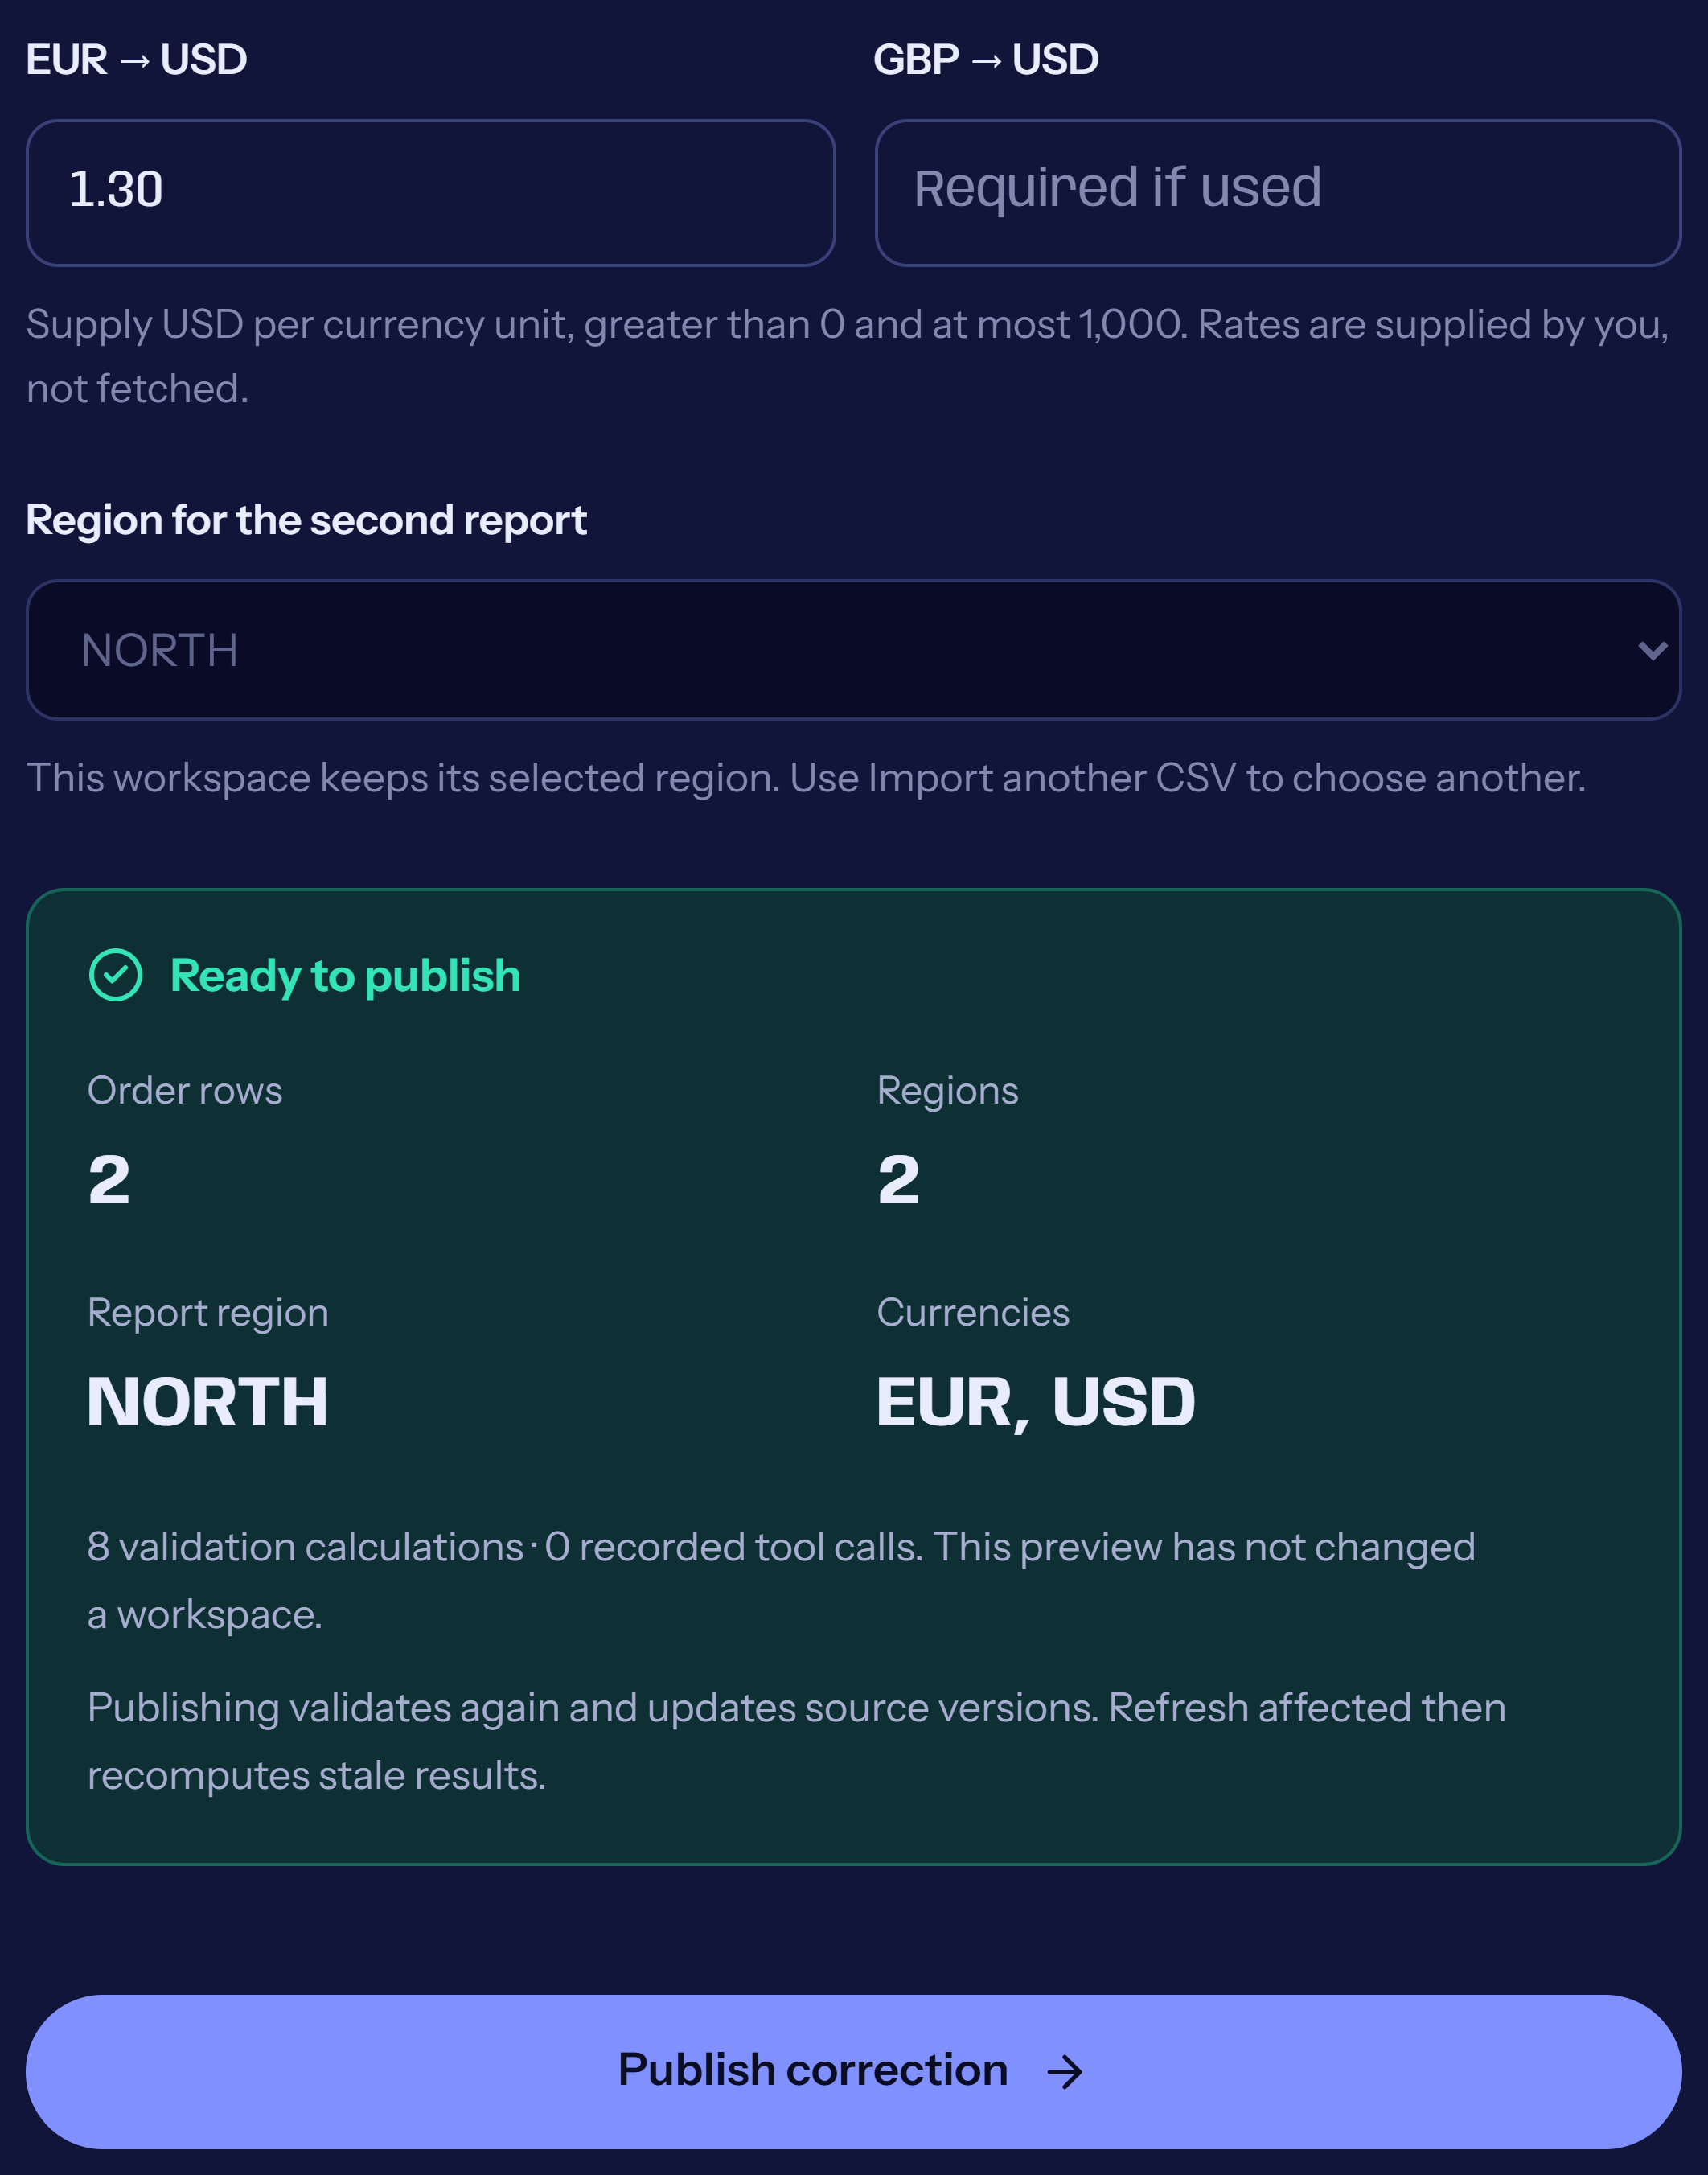 EUR → USD
GBP → USD
1.30
Required if used
Supply USD per currency unit, greater than 0 and at most 1,000. Rates are supplied by you,
not fetched.
Region for the second report
NORTH
This workspace keeps its selected region. Use Import another CSV to choose another.
Ready to publish
Order rows
Regions
2
2
Report region
Currencies
NORTH
EUR, USD
8 validation calculations · 0 recorded tool calls. This preview has not changed
a workspace.
Publishing validates again and updates source versions. Refresh affected then
recomputes stale results.
Publish correction →